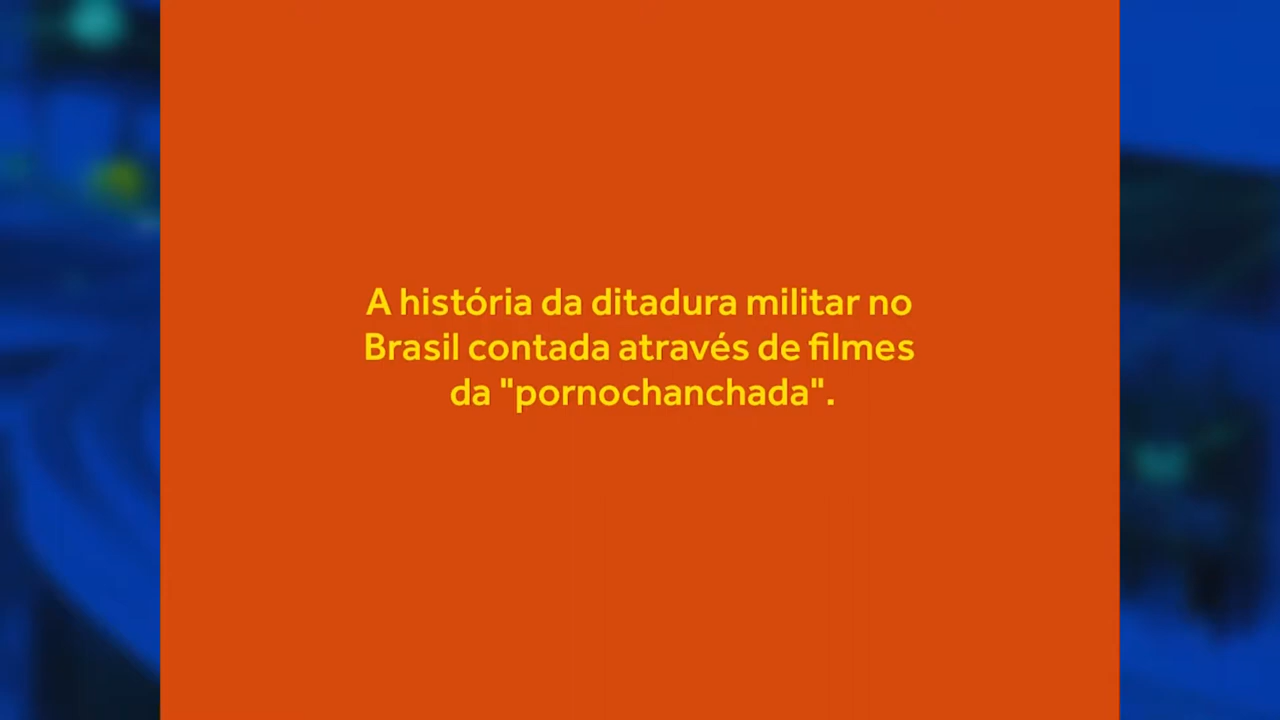 A história da ditadura militar no
Brasil contada através de filmes
da "pornochanchada".